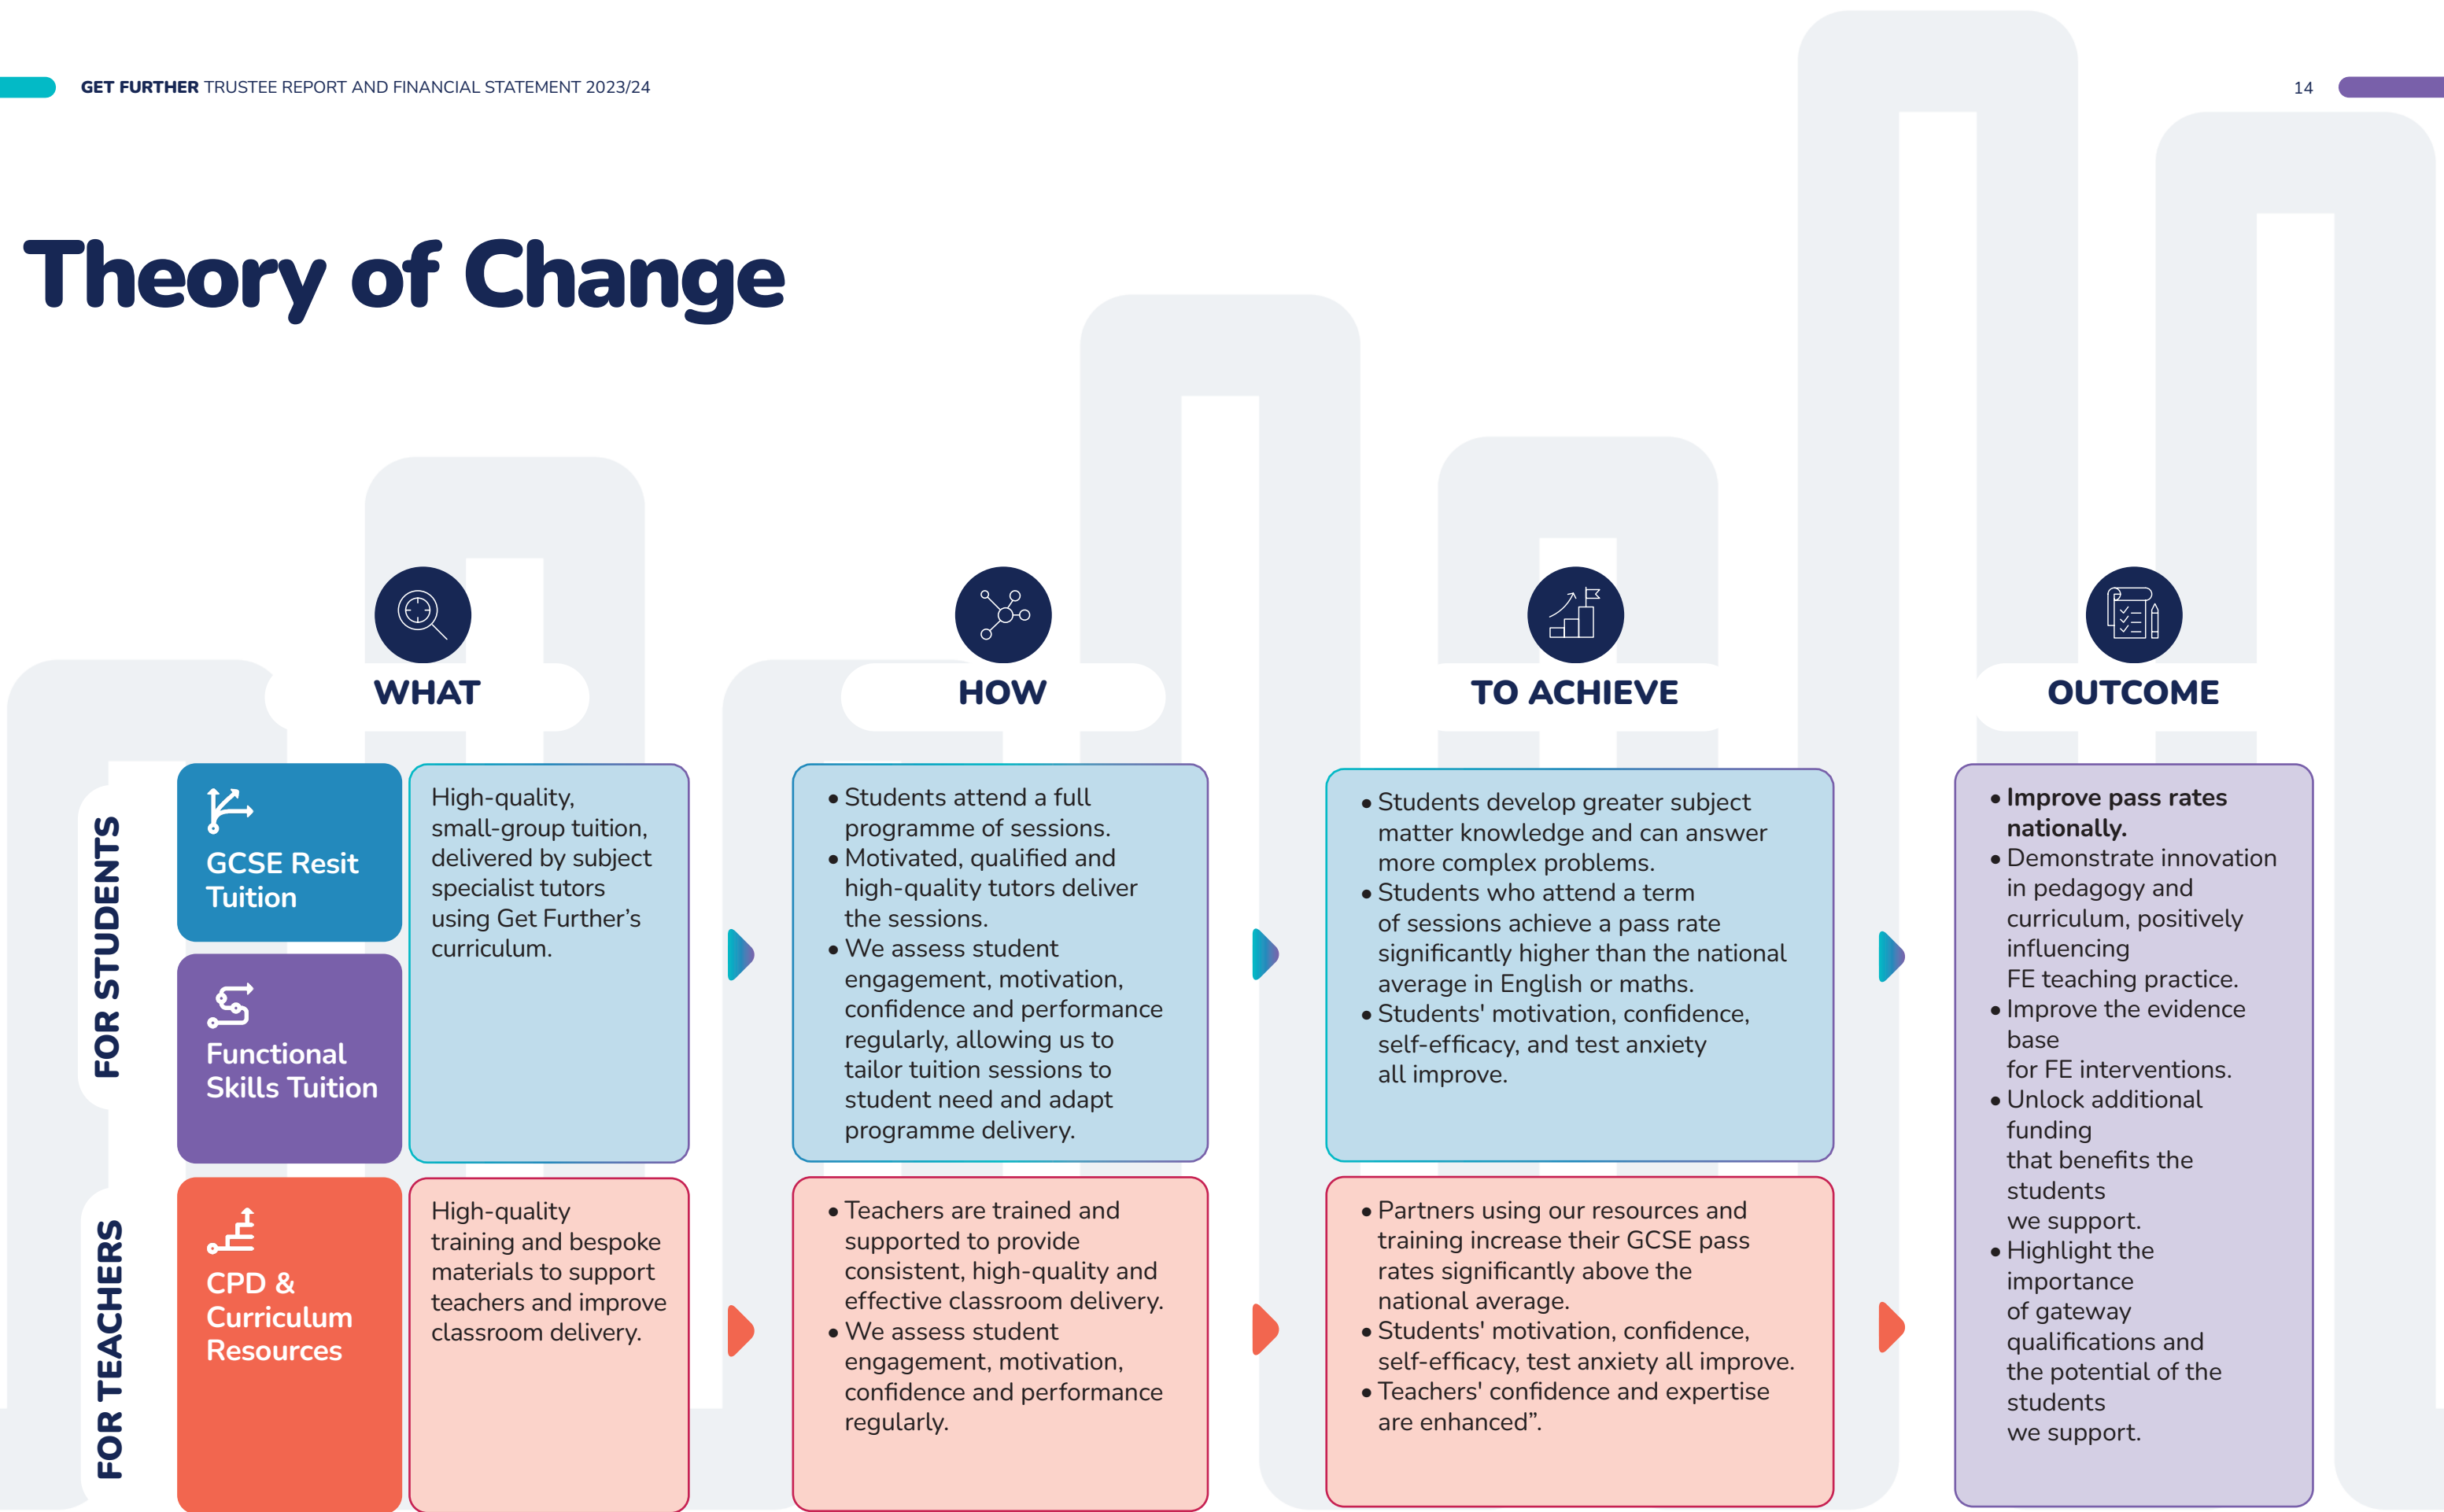 GET FURTHER TRUSTEE REPORT AND FINANCIAL STATEMENT 2023/24
14
Theory of Change
WHAT
HOW
TO ACHIEVE
OUTCOME
FOR STUDENTS
GCSE Resit
Tuition
Functional
Skills Tuition
High-quality,
small-group tuition,
delivered by subject
specialist tutors
using Get Further’s
curriculum.
• Students attend a full
programme of sessions.
• Motivated, qualified and
high-quality tutors deliver
the sessions.
• We assess student
engagement, motivation,
confidence and performance
regularly, allowing us to
tailor tuition sessions to
student need and adapt
programme delivery.
• Students develop greater subject
matter knowledge and can answer
more complex problems.
• Students who attend a term
of sessions achieve a pass rate
significantly higher than the national
average in English or maths.
• Students' motivation, confidence,
self-efficacy, and test anxiety
all improve.
FOR TEACHERS
CPD &
Curriculum
Resources
High-quality
training and bespoke
materials to support
teachers and improve
classroom delivery.
• Teachers are trained and
supported to provide
consistent, high-quality and
effective classroom delivery.
• We assess student
engagement, motivation,
confidence and performance
regularly.
• Partners using our resources and
training increase their GCSE pass
rates significantly above the
national average.
• Students' motivation, confidence,
self-efficacy, test anxiety all improve.
• Teachers' confidence and expertise
are enhanced”.
• Improve pass rates
nationally.
• Demonstrate innovation
in pedagogy and
curriculum, positively
influencing
FE teaching practice.
• Improve the evidence
base
for FE interventions.
• Unlock additional
funding
that benefits the
students
we support.
• Highlight the
importance
of gateway
qualifications and
the potential of the
students
we support.